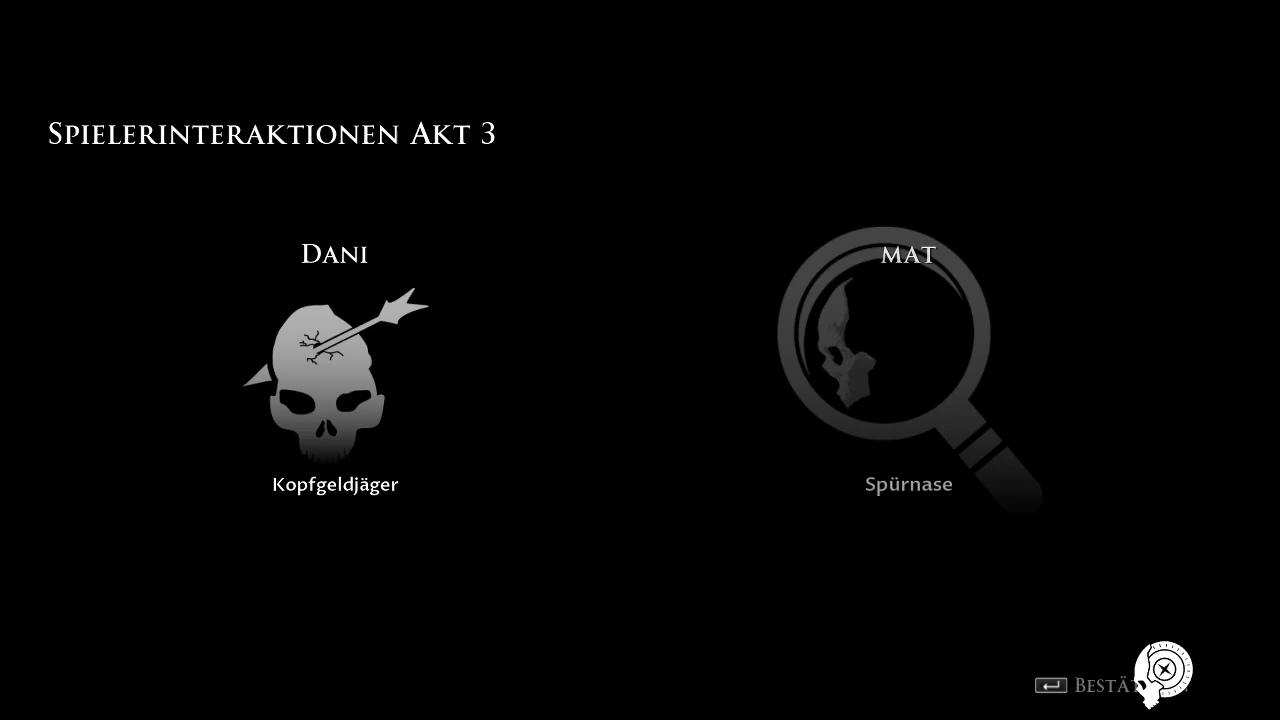 Spielerinteraktionen Akt 3
Dani
mat
Kopfgeldjäger
Spürnase